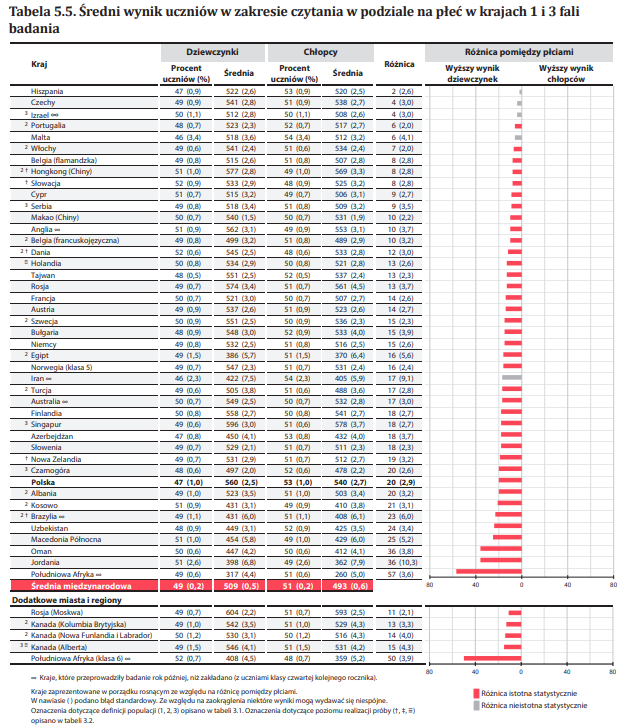 Tabela 5.5. Średni wynik uczniów w zakresie czytania w podziale na płeć w krajach 1 i 3 fali
badania
Kraj Dziewczynki Chłopcy Różnica Różnica pomiędzy płciami
Procent uczniów (%) Średnia Procent uczniów (%) Średnia Wyższy wynik dziewczynek Wyższy wynik chłopców
Hiszpania 47 (0,9) 522 (2,6) 53 (0,9) 520 (2,5) 2 (2,6)
Czechy 49 (0,9) 541 (2,8) 51 (0,9) 538 (2,7) 4 (3,0)
3 Izrael ∞ 50 (1,1) 512 (2,8) 50 (1,1) 508 (2,6) 4 (3,0)
2 Portugalia 48 (0,7) 523 (2,3) 52 (0,7) 517 (2,7) 6 (2,0)
Malta 46 (3,4) 518 (3,6) 54 (3,4) 512 (3,2) 6 (4,1)
2 Włochy 49 (0,6) 541 (2,4) 51 (0,6) 534 (2,4) 7 (2,0)
Belgia (flamandzka) 49 (0,8) 515 (2,6) 51 (0,8) 507 (2,8) 8 (2,8)
2 † Hongkong (Chiny) 51 (1,0) 577 (2,8) 49 (1,0) 569 (3,3) 8 (2,8)
† Słowacja 52 (0,9) 533 (2,9) 48 (0,9) 525 (3,2) 8 (2,8)
Cypr 51 (0,7) 515 (3,2) 49 (0,7) 506 (3,1) 9 (2,7)
3 Serbia 49 (0,8) 518 (3,4) 51 (0,8) 509 (3,2) 9 (3,5)
Makao (Chiny) 50 (0,7) 540 (1,5) 50 (0,7) 531 (1,9) 10 (2,2)
Anglia ∞ 51 (0,9) 562 (3,1) 49 (0,9) 553 (3,1) 10 (3,7)
2 Belgia (francuskojęzyczna) 49 (0,8) 499 (3,2) 51 (0,8) 489 (2,9) 10 (3,2)
2 † Dania 52 (0,6) 545 (2,5) 48 (0,6) 533 (2,8) 12 (3,0)
Holandia 50 (0,8) 534 (2,9) 50 (0,8) 521 (2,8) 13 (2,6)
Tajwan 48 (0,5) 551 (2,5) 52 (0,5) 537 (2,4) 13 (2,3)
Rosja 49 (0,7) 574 (3,4) 51 (0,7) 561 (4,5) 13 (3,7)
Francja 50 (0,7) 521 (3,0) 50 (0,7) 507 (2,7) 14 (2,6)
Austria 49 (0,9) 537 (2,6) 51 (0,9) 523 (2,6) 14 (2,7)
2 Szwecja 50 (0,9) 551 (2,5) 50 (0,9) 536 (2,3) 15 (2,3)
Bułgaria 48 (0,9) 548 (3,0) 52 (0,9) 533 (4,0) 15 (3,9)
Niemcy 49 (0,8) 532 (2,5) 51 (0,8) 516 (2,5) 15 (2,6)
2 Egipt 49 (1,5) 386 (5,7) 51 (1,5) 370 (6,4) 16 (5,6)
Norwegia (klasa 5) 49 (0,7) 547 (2,3) 51 (0,7) 531 (2,4) 16 (2,4)
Iran ∞ 46 (2,3) 422 (7,5) 54 (2,3) 405 (5,9) 17 (9,1)
2 Turcja 49 (0,6) 505 (3,8) 51 (0,6) 488 (3,6) 17 (2,8)
Australia ∞ 50 (0,7) 549 (2,5) 50 (0,7) 532 (2,8) 17 (3,0)
Finlandia 50 (0,8) 558 (2,7) 50 (0,8) 541 (2,7) 18 (2,7)
3 Singapur 49 (0,6) 596 (3,0) 51 (0,6) 578 (3,7) 18 (2,7)
Azerbejdżan 47 (0,8) 450 (4,1) 53 (0,8) 432 (4,0) 18 (3,7)
Słowenia 49 (0,7) 529 (2,1) 51 (0,7) 511 (2,3) 18 (2,3)
† Nowa Zelandia 49 (0,7) 531 (2,9) 51 (0,7) 512 (2,7) 19 (3,2)
3 Czarnogóra 48 (0,6) 497 (2,0) 52 (0,6) 478 (2,2) 20 (2,6)
Polska 47 (1,0) 560 (2,5) 53 (1,0) 540 (2,7) 20 (2,9)
2 Albania 49 (1,0) 523 (3,5) 51 (1,0) 503 (3,4) 20 (3,2)
2 Kosowo 51 (0,9) 431 (3,1) 49 (0,9) 410 (3,8) 21 (3,1)
2 † Brazylia ∞ 49 (1,1) 431 (6,0) 51 (1,1) 408 (6,1) 23 (6,0)
Uzbekistan 48 (0,9) 449 (3,1) 52 (0,9) 425 (3,5) 24 (3,4)
Macedonia Północna 51 (1,0) 454 (5,8) 49 (1,0) 429 (6,0) 25 (5,2)
Oman 50 (0,6) 447 (4,2) 50 (0,6) 412 (4,1) 36 (3,8)
Jordania 51 (2,6) 398 (6,8) 49 (2,6) 362 (7,9) 36 (10,3)
Południowa Afryka ∞ 49 (0,6) 317 (4,4) 51 (0,6) 260 (5,0) 57 (3,6)
80 40 0 40 80
Średnia międzynarodowa 49 (0,2) 509 (0,5) 51 (0,2) 493 (0,6)
Dodatkowe miasta i regiony
Rosja (Moskwa) 49 (0,7) 604 (2,2) 51 (0,7) 593 (2,5) 11 (2,1)
2 Kanada (Kolumbia Brytyjska) 49 (1,0) 542 (3,5) 51 (1,0) 529 (4,3) 13 (3,3)
2 Kanada (Nowa Funlandia i Labrador) 50 (1,2) 530 (3,1) 50 (1,2) 516 (4,3) 14 (4,0)
Kanada (Alberta) 49 (1,5) 546 (4,1) 51 (1,5) 531 (4,2) 15 (4,3)
Południowa Afryka (klasa 6) ∞ 52 (0,7) 408 (4,5) 48 (0,7) 359 (5,2) 50 (3,9)
80 40 0 40 80
∞ Kraje, które przeprowadziły badanie rok później, niż zakładano (z uczniami klasy czwartej kolejnego rocznika).
Kraje zaprezentowane w porządku rosnącym ze względu na różnicę pomiędzy płciami.
W nawiasie ( ) podano błąd standardowy. Ze względu na zaokrąglenia niektóre wyniki mogą wydawać się niespójne.
Oznaczenia dotyczące definicji populacji (1, 2, 3) opisano w tabeli 3.1. Oznaczenia dotyczące poziomu realizacji próby (†, ‡, ≡)
opisano w tabeli 3.2.
Różnica istotna statystycznie
Różnica nieistotna statystycznie